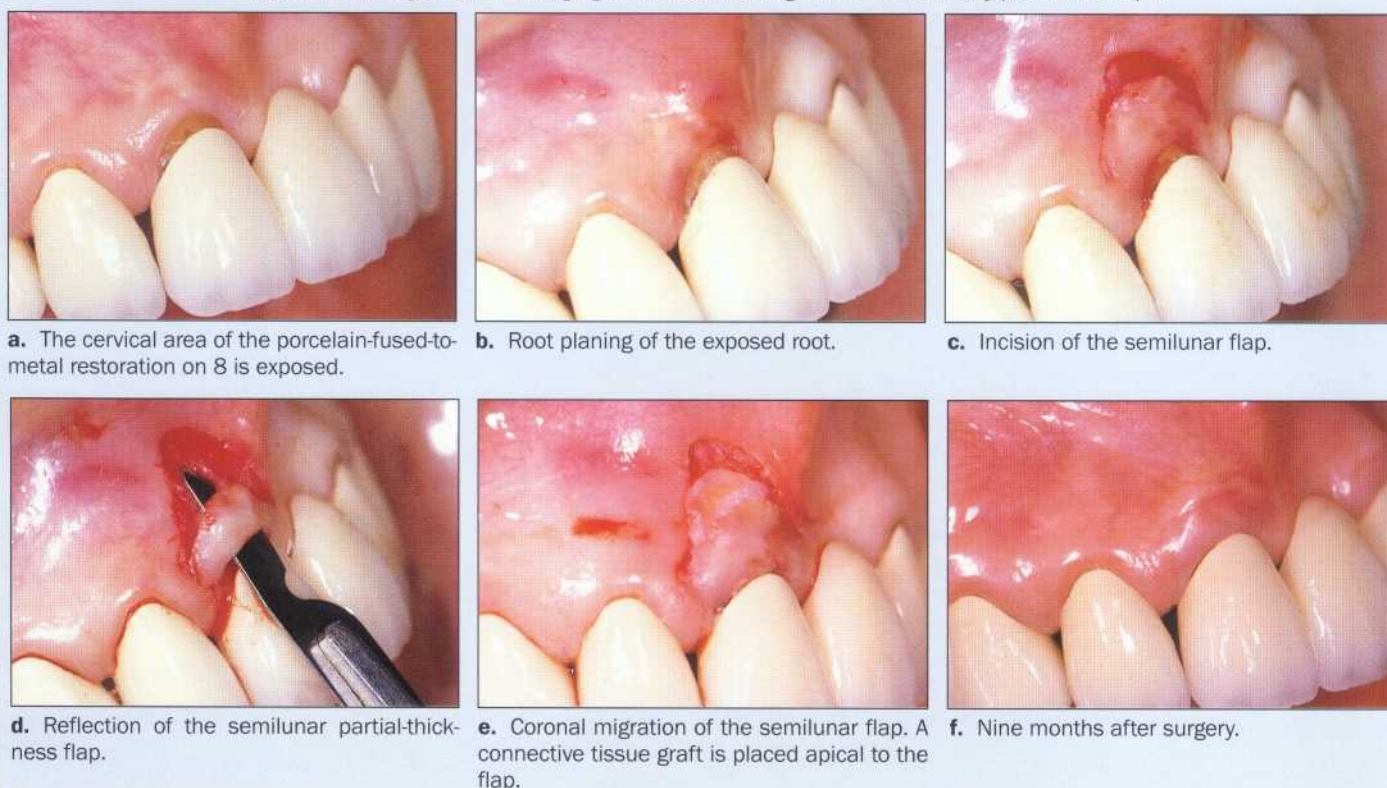 a. The cervical area of the porcelain-fused-to-
metal restoration on 8 is exposed.
b. Root planing of the exposed root.
c. Incision of the semilunar flap.
d. Reflection of the semilunar partial-thick-
ness flap.
e. Coronal migration of the semilunar flap. A
connective tissue graft is placed apical to the
flap.
f. Nine months after surgery.